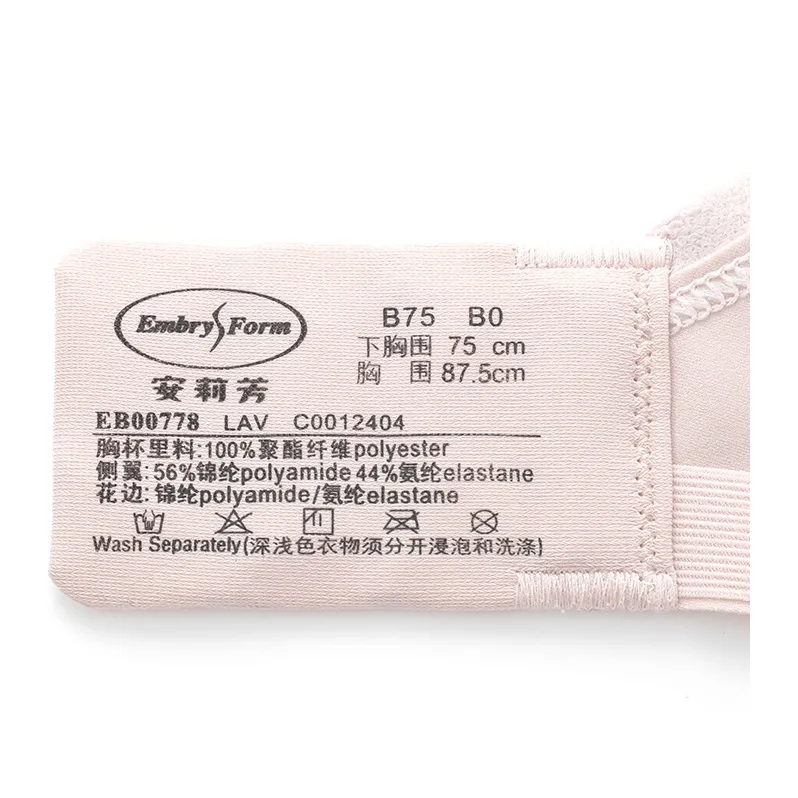 Embry Form
安莉芳
B75 B0
下胸围 75 cm
胸 围 87.5cm
EB00778 LAV C0012404
胸杯里料:100%聚酯纤维polyester
侧翼:56%锦纶polyamide 44%氨纶elastane
花边:锦纶polyamide/氨纶elastane
Wash Separately(深浅色衣物须分开浸泡和洗涤)